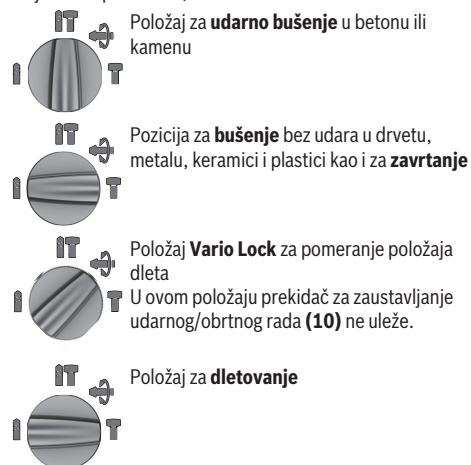 Položaj za udarno bušenje u betonu ili
kamenu
Pozicija za bušenje bez udara u drvetu,
metalu, keramici i plastici kao i za zavrtanje
Položaj Vario Lock za pomeranje položaja
dleta
U ovom položaju prekidač za zaustavljanje
udarnog/obrtnog rada (10) ne uleže.
Položaj za dletovanje